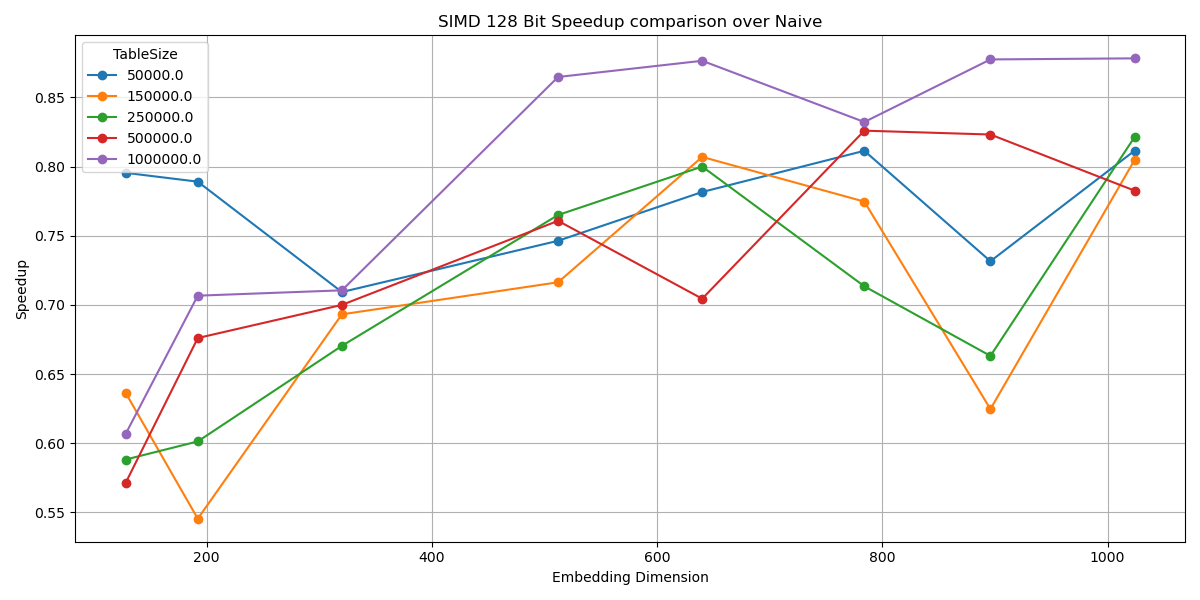 SIMD 128 Bit Speedup comparison over Naive
TableSize
50000.0
150000.0
250000.0
500000.0
1000000.0
Speedup
0.85
0.80
0.75
0.70
0.65
0.60
0.55
200 400 600 800 1000
Embedding Dimension